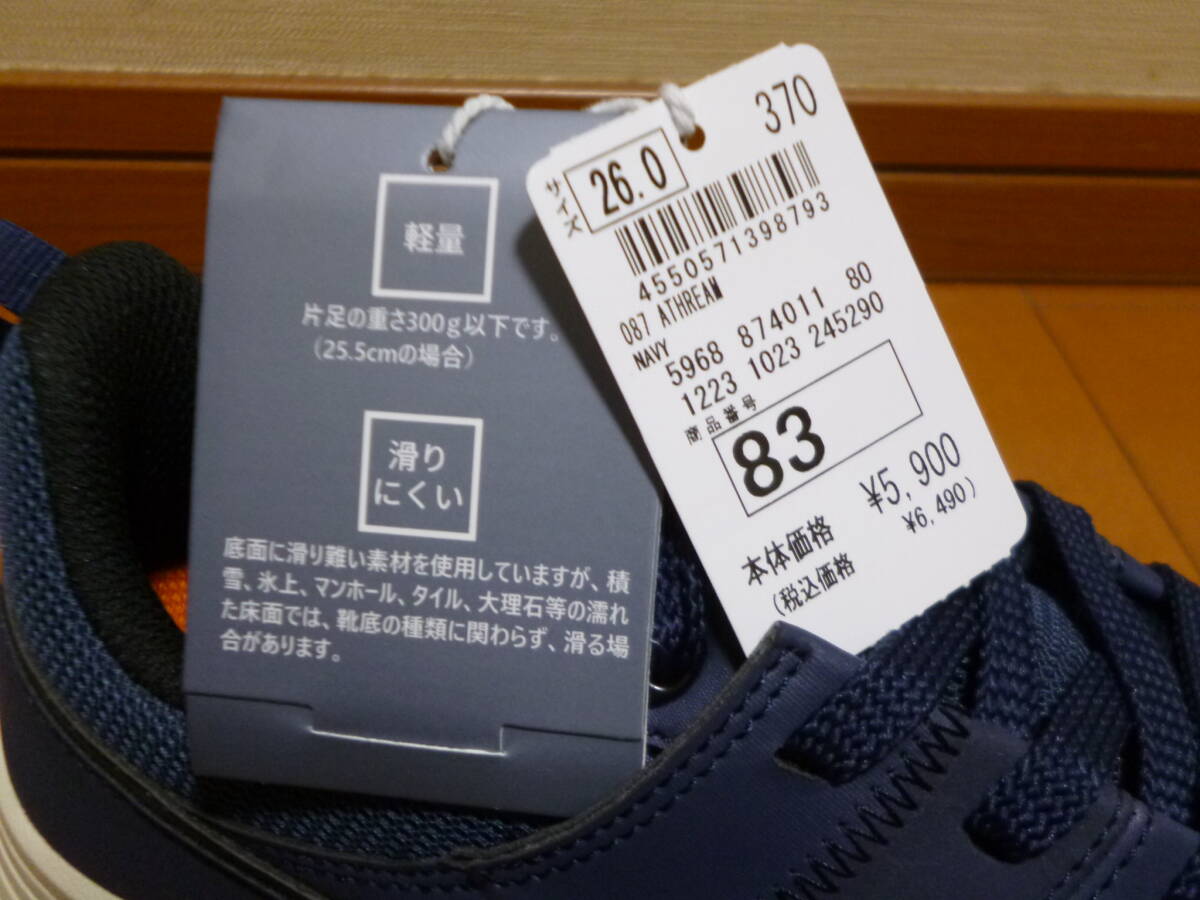 軽量
片足の重さ300g以下です。
（25.5cmの場合）
滑り
にくい
底面に滑り難い素材を使用していますが、積
雪、氷上、マンホール、タイル、大理石等の濡れ
た床面では、靴底の種類に関わらず、滑る場
合があります。
370
サイズ
26.0
4550571398793
087 ATHREAM
NAVY
5968 874011 80
1223 1023 245290
商品番号
83
本体価格 ¥5,900
(税込価格 ¥6,490)